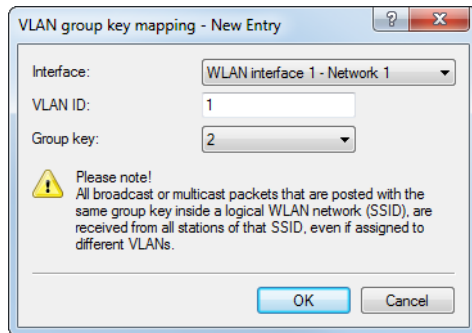 VLAN group key mapping - New Entry
Interface:
WLAN interface 1 - Network 1
VLAN ID:
1
Group key:
2
Please note!
All broadcast or multicast packets that are posted with the
same group key inside a logical WLAN network (SSID), are
received from all stations of that SSID, even if assigned to
different VLANs.
OK
Cancel